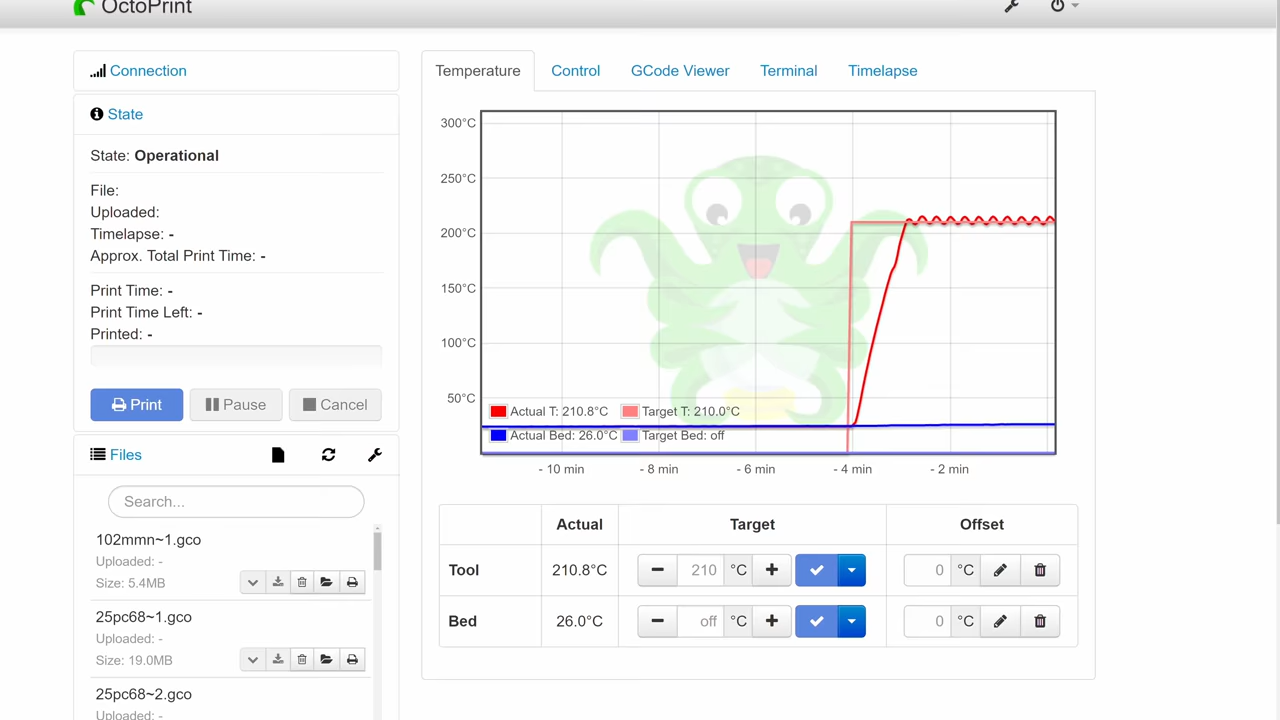 OctoPrint
Connection
State
State: Operational
File:
Uploaded:
Timelapse: -
Approx. Total Print Time: -
Print Time: -
Print Time Left: -
Printed: -
Print Pause Cancel
Files
Search...
102mmn~1.gco
Uploaded: -
Size: 5.4MB
25pc68~1.gco
Uploaded: -
Size: 19.0MB
25pc68~2.gco
Uploaded: -
Temperature Control GCode Viewer Terminal Timelapse
300°C
250°C
200°C
150°C
100°C
50°C
Actual T: 210.8°C Target T: 210.0°C
Actual Bed: 26.0°C Target Bed: off
- 10 min - 8 min - 6 min - 4 min - 2 min
Actual Target Offset
Tool 210.8°C 210 °C 0 °C
Bed 26.0°C off °C 0 °C